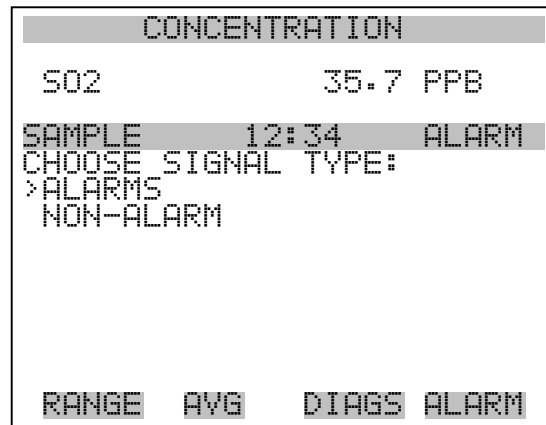 CONCENTRATION
SO2 35.7 PPB
SAMPLE 12:34 ALARM
CHOOSE SIGNAL TYPE:
>ALARMS
NON-ALARM
RANGE AVG DIAGS ALARM